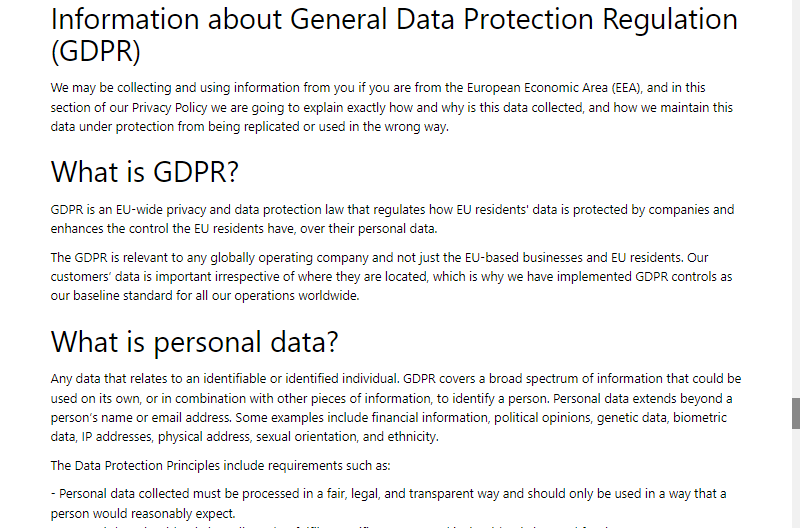 Information about General Data Protection Regulation
(GDPR)
We may be collecting and using information from you if you are from the European Economic Area (EEA), and in this
section of our Privacy Policy we are going to explain exactly how and why is this data collected, and how we maintain this
data under protection from being replicated or used in the wrong way.
What is GDPR?
GDPR is an EU-wide privacy and data protection law that regulates how EU residents' data is protected by companies and
enhances the control the EU residents have, over their personal data.
The GDPR is relevant to any globally operating company and not just the EU-based businesses and EU residents. Our
customers’ data is important irrespective of where they are located, which is why we have implemented GDPR controls as
our baseline standard for all our operations worldwide.
What is personal data?
Any data that relates to an identifiable or identified individual. GDPR covers a broad spectrum of information that could be
used on its own, or in combination with other pieces of information, to identify a person. Personal data extends beyond a
person’s name or email address. Some examples include financial information, political opinions, genetic data, biometric
data, IP addresses, physical address, sexual orientation, and ethnicity.
The Data Protection Principles include requirements such as:
- Personal data collected must be processed in a fair, legal, and transparent way and should only be used in a way that a
person would reasonably expect.